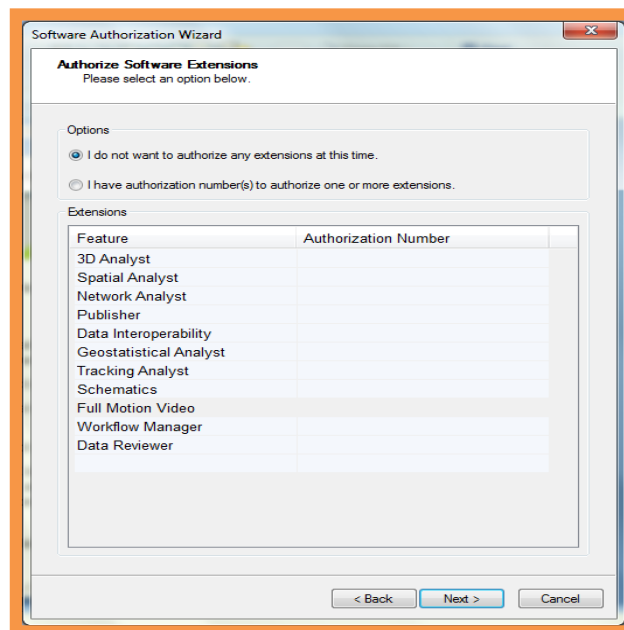 Software Authorization Wizard
Authorize Software Extensions
Please select an option below.
Options
I do not want to authorize any extensions at this time.
I have authorization number(s) to authorize one or more extensions.
Extensions
Feature Authorization Number
3D Analyst
Spatial Analyst
Network Analyst
Publisher
Data Interoperability
Geostatistical Analyst
Tracking Analyst
Schematics
Full Motion Video
Workflow Manager
Data Reviewer
< Back Next > Cancel